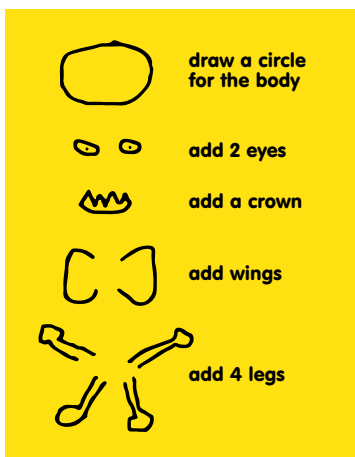 draw a circle
for the body
add 2 eyes
add a crown
add wings
add 4 legs